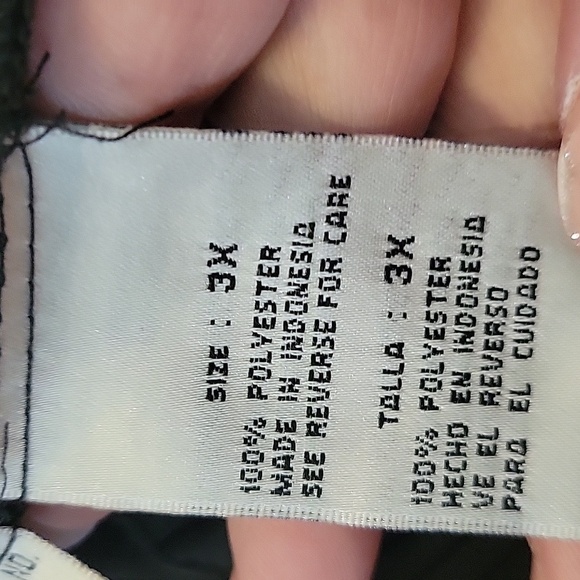 SIZE : 3X
100% POLYESTER
MADE IN INDONESIA
SEE REVERSE FOR CARE
TALLA : 3X
100% POLYESTER
HECHO EN INDONESIA
VE EL REVERSO
PARA EL CUIDADO